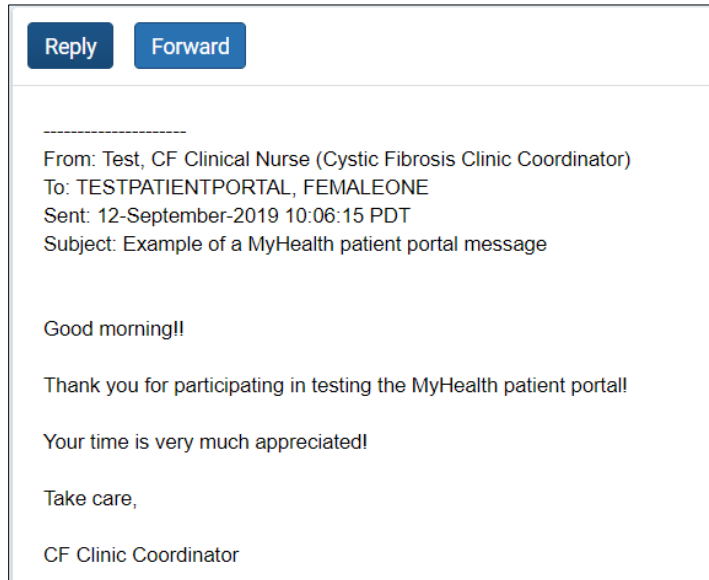 Reply Forward
---------------------
From: Test, CF Clinical Nurse (Cystic Fibrosis Clinic Coordinator)
To: TESTPATIENTPORTAL, FEMALEONE
Sent: 12-September-2019 10:06:15 PDT
Subject: Example of a MyHealth patient portal message
Good morning!!
Thank you for participating in testing the MyHealth patient portal!
Your time is very much appreciated!
Take care,
CF Clinic Coordinator